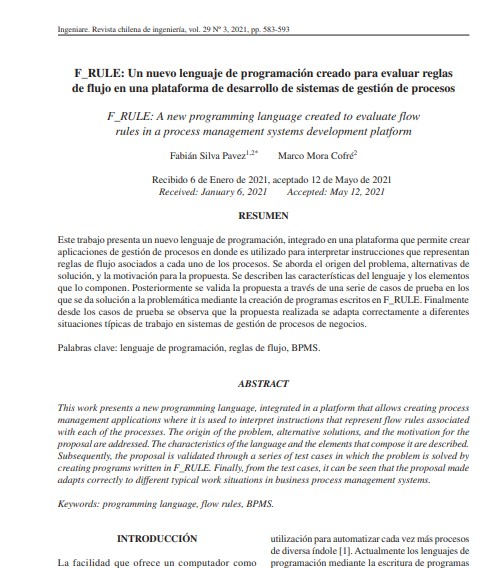 Ingeniare. Revista chilena de ingeniería, vol. 29 Nº 3, 2021, pp. 583-593
F_RULE: Un nuevo lenguaje de programación creado para evaluar reglas
de flujo en una plataforma de desarrollo de sistemas de gestión de procesos
F_RULE: A new programming language created to evaluate flow
rules in a process management systems development platform
Fabián Silva Pavez1,2* Marco Mora Cofré2
Recibido 6 de Enero de 2021, aceptado 12 de Mayo de 2021
Received: January 6, 2021 Accepted: May 12, 2021
RESUMEN
Este trabajo presenta un nuevo lenguaje de programación, integrado en una plataforma que permite crear
aplicaciones de gestión de procesos en donde es utilizado para interpretar instrucciones que representan
reglas de flujo asociados a cada uno de los procesos. Se aborda el origen del problema, alternativas de
solución, y la motivación para la propuesta. Se describen las características del lenguaje y los elementos
que lo componen. Posteriormente se valida la propuesta a través de una serie de casos de prueba en los
que se da solución a la problemática mediante la creación de programas escritos en F_RULE. Finalmente
desde los casos de prueba se observa que la propuesta realizada se adapta correctamente a diferentes
situaciones típicas de trabajo en sistemas de gestión de procesos de negocios.
Palabras clave: lenguaje de programación, reglas de flujo, BPMS.
ABSTRACT
This work presents a new programming language, integrated in a platform that allows creating process
management applications where it is used to interpret instructions that represent flow rules associated
with each of the processes. The origin of the problem, alternative solutions, and the motivation for the
proposal are addressed. The characteristics of the language and the elements that compose it are described.
Subsequently, the proposal is validated through a series of test cases in which the problem is solved by
creating programs written in F_RULE. Finally, from the test cases, it can be seen that the proposal made
adapts correctly to different typical work situations in business process management systems.
Keywords: programming language, flow rules, BPMS.
INTRODUCCIÓN
La facilidad que ofrece un computador como
utilización para automatizar cada vez más procesos
de diversa índole [1]. Actualmente los lenguajes de
programación mediante la escritura de programas